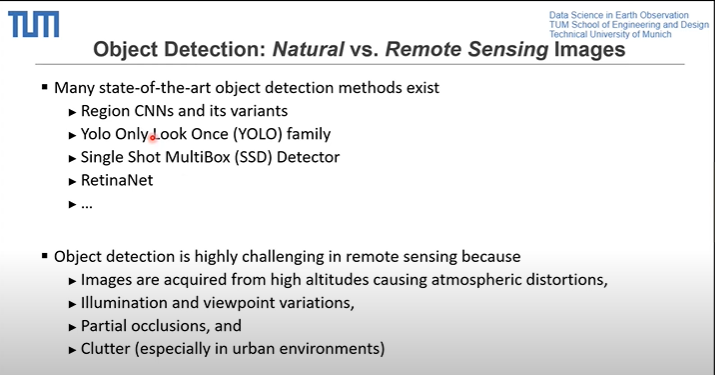 TUM
Data Science in Earth Observation
TUM School of Engineering and Design
Technical University of Munich
Object Detection: Natural vs. Remote Sensing Images
▪ Many state-of-the-art object detection methods exist
▸ Region CNNs and its variants
▸ Yolo Only Look Once (YOLO) family
▸ Single Shot MultiBox (SSD) Detector
▸ RetinaNet
▸ ...
▪ Object detection is highly challenging in remote sensing because
▸ Images are acquired from high altitudes causing atmospheric distortions,
▸ Illumination and viewpoint variations,
▸ Partial occlusions, and
▸ Clutter (especially in urban environments)